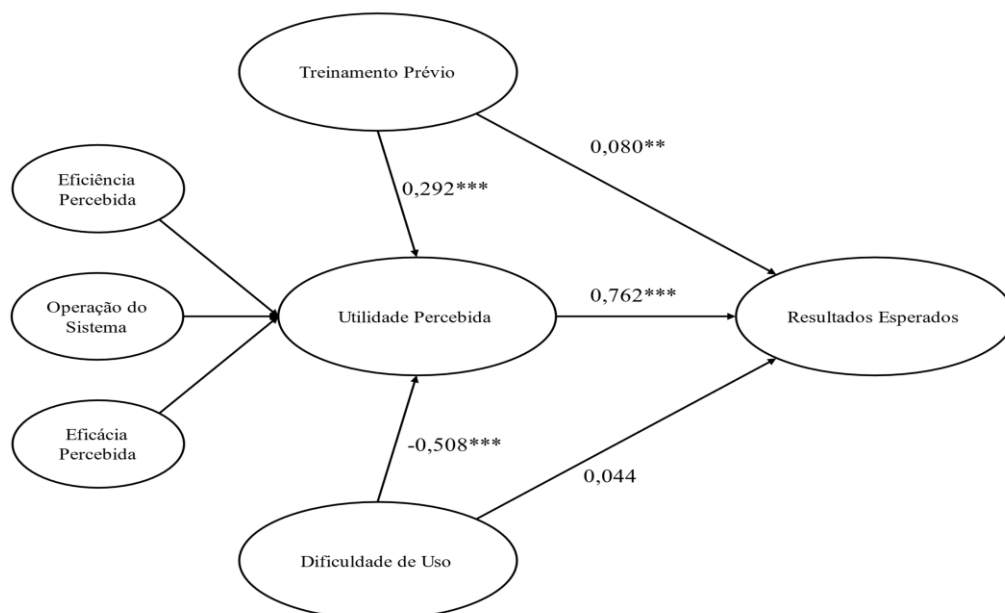 Treinamento Prévio
0,080**
Eficiência
Percebida
0,292***
Operação do
Sistema
Utilidade Percebida
0,762***
Resultados Esperados
Eficácia
Percebida
-0,508***
0,044
Dificuldade de Uso